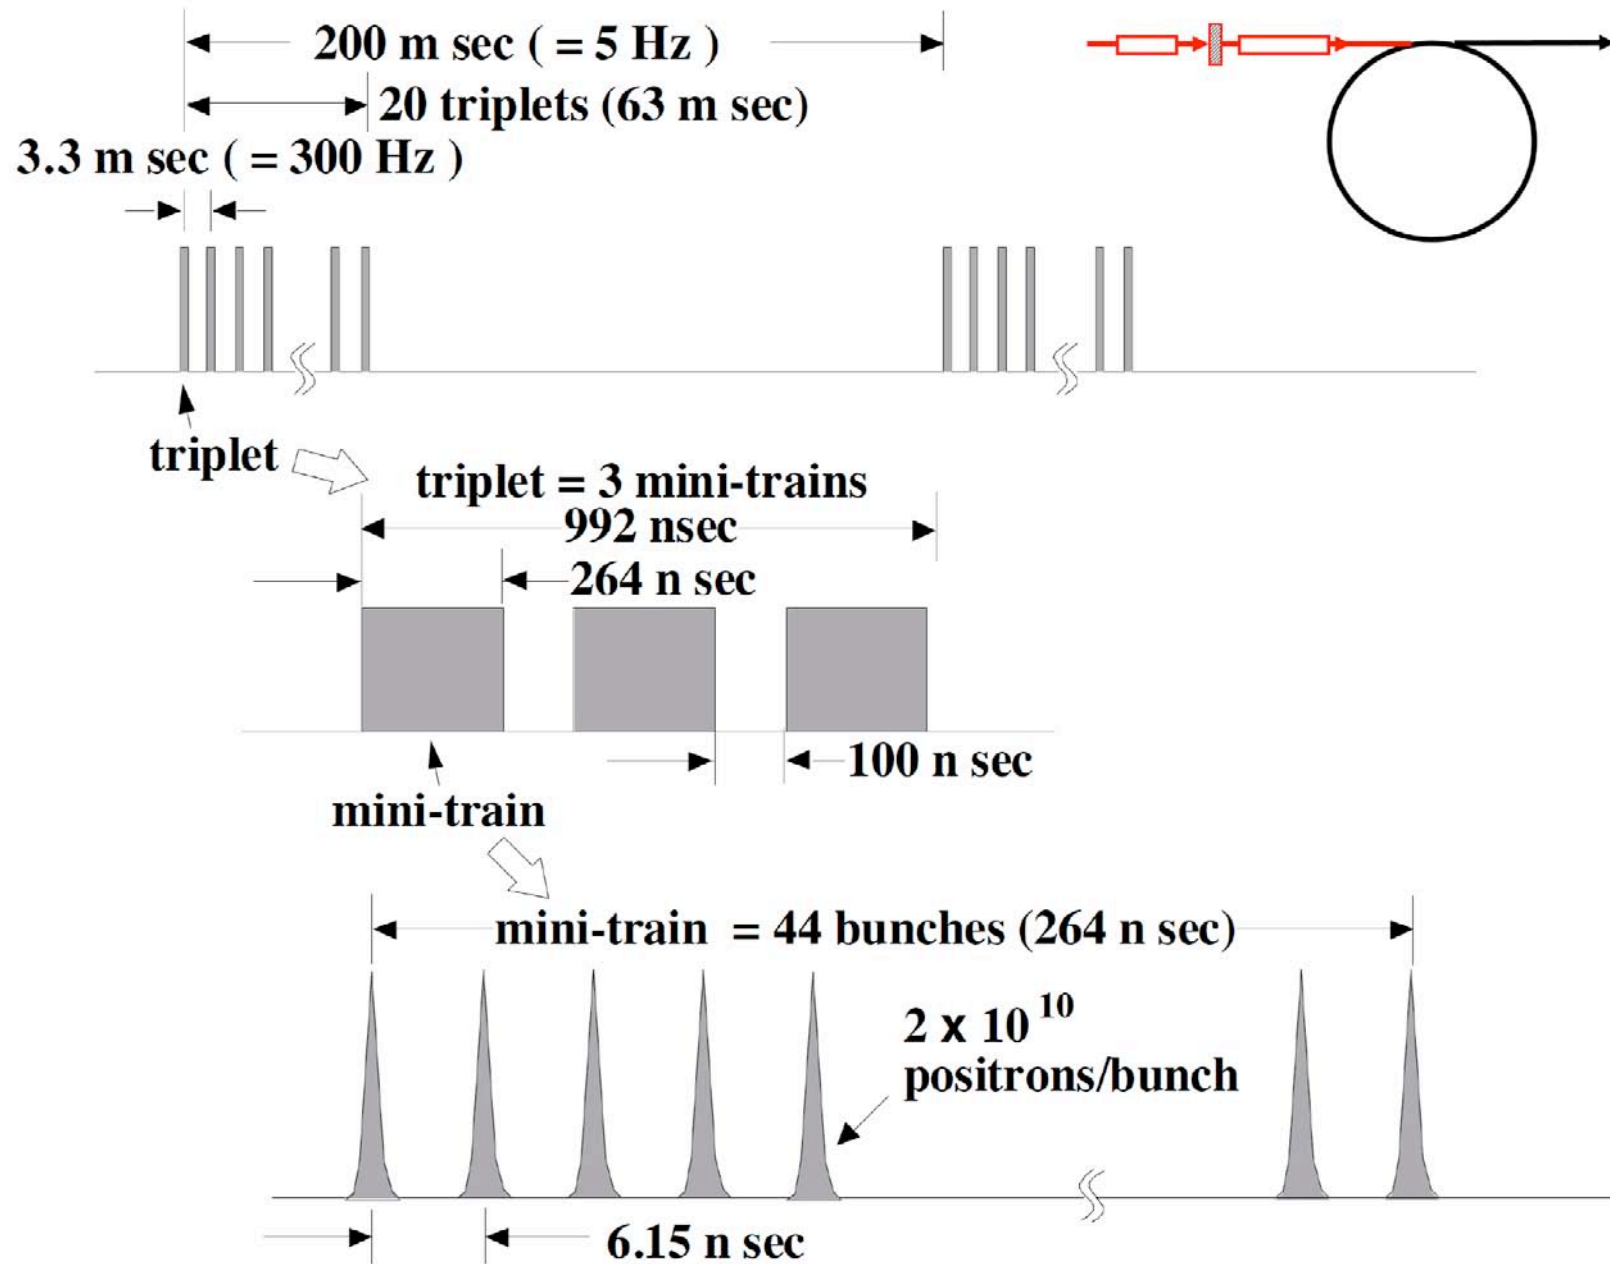 200 m sec ( = 5 Hz )
20 triplets (63 m sec)
3.3 m sec ( = 300 Hz )
triplet
triplet = 3 mini-trains
992 nsec
264 n sec
100 n sec
mini-train
mini-train = 44 bunches (264 n sec)
2 x 10^10
positrons/bunch
6.15 n sec